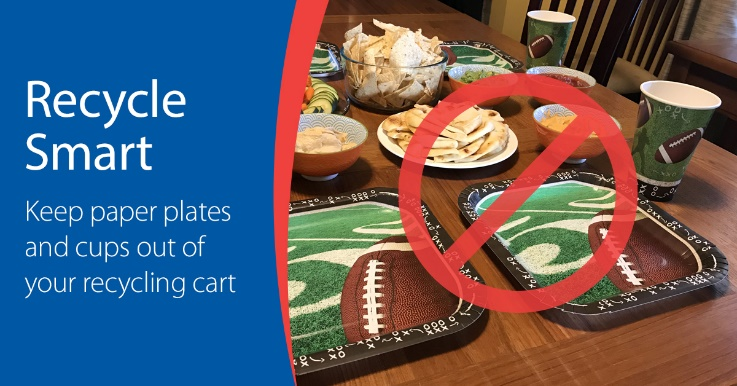 Recycle
Smart
Keep paper plates
and cups out of
your recycling cart